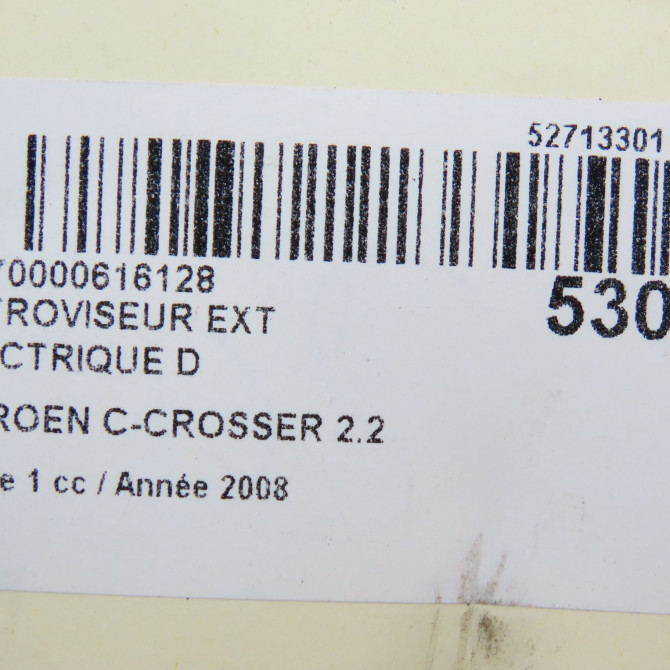 52713301
70000616128
530
TROVISEUR EXT
CTRIQUE D
ROEN C-CROSSER 2.2
e 1 cc / Année 2008